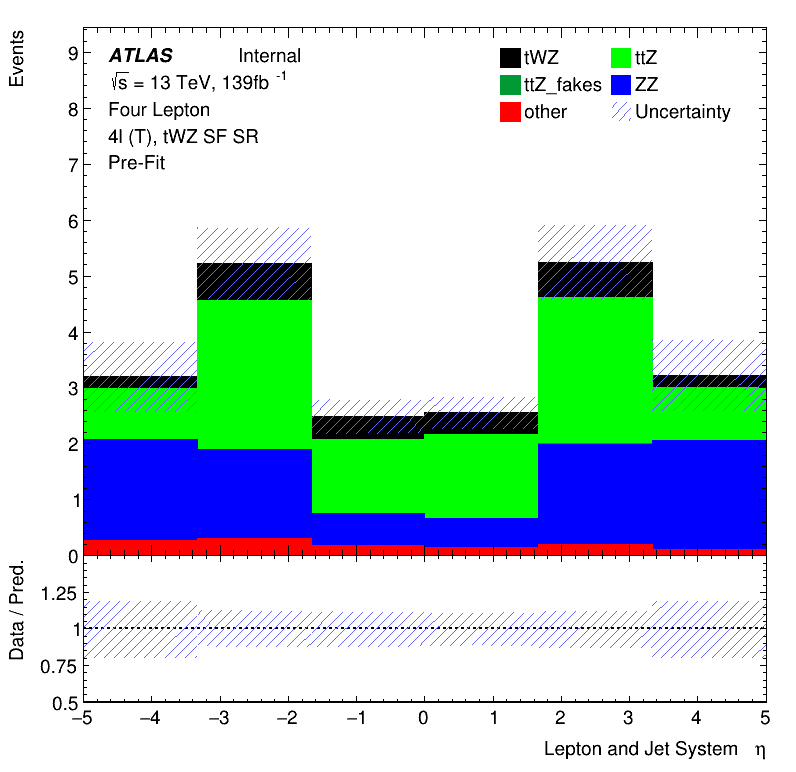 Events
9
8
7
6
5
4
3
2
1
0
ATLAS Internal
√s = 13 TeV, 139fb -1
Four Lepton
4l (T), tWZ SF SR
Pre-Fit
tWZ ttZ
ttZ_fakes ZZ
other Uncertainty
Data / Pred.
1.25
1
0.75
0.5
−5 −4 −3 −2 −1 0 1 2 3 4 5
Lepton and Jet System η